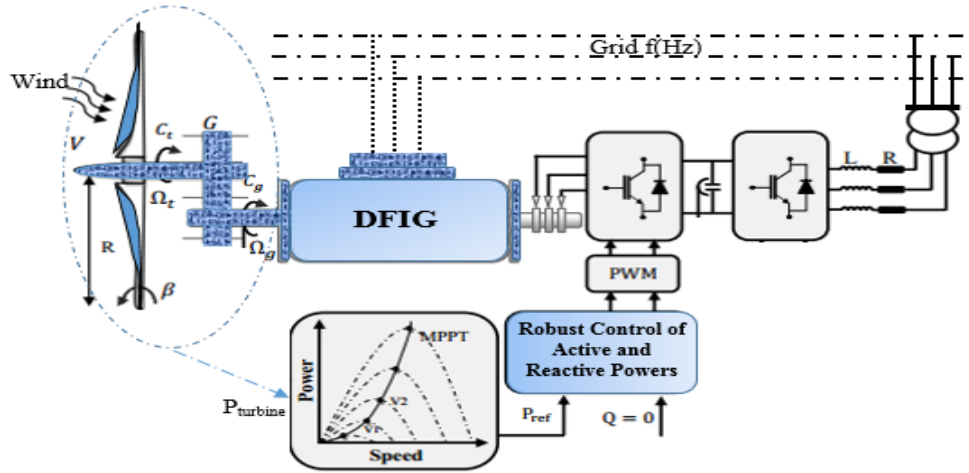 Grid f(Hz)
Wind
V
C_t
G
Ω_t
C_g
Ω_g
R
β
DFIG
L R
PWM
Robust Control of
Active and
Reactive Powers
P_turbine
Power
MPPT
V2
V1
Speed
P_ref
Q = 0